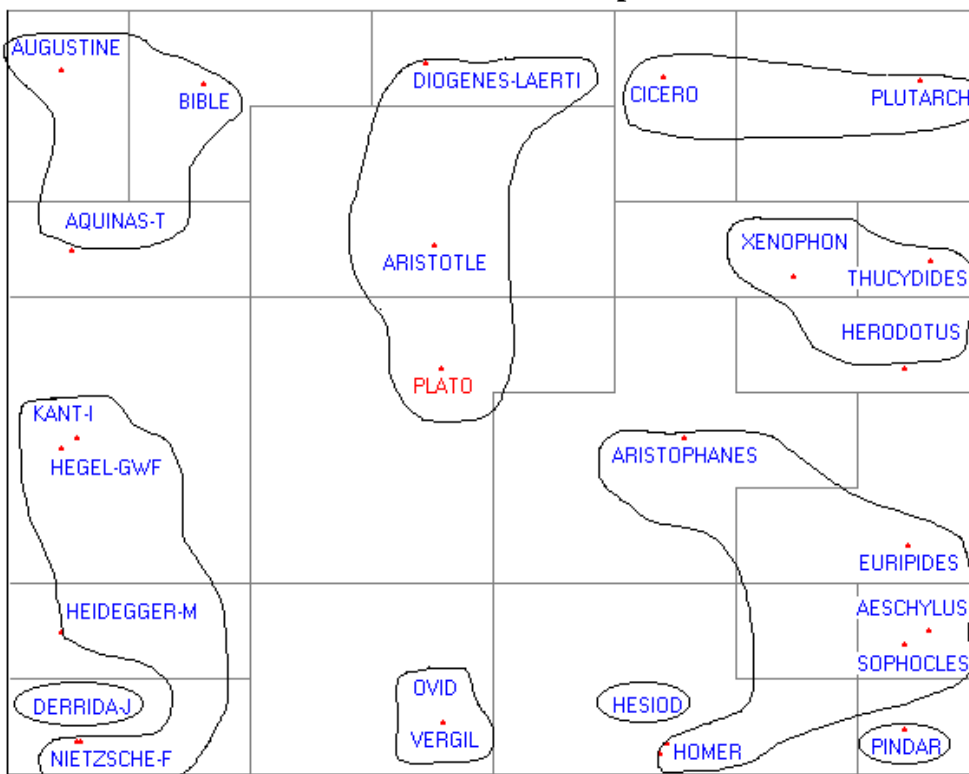 AUGUSTINE
BIBLE
DIOGENES-LAERTI
CICERO
PLUTARCH
AQUINAS-T
ARISTOTLE
XENOPHON
THUCYDIDES
HERODOTUS
PLATO
KANT-I
HEGEL-GWF
ARISTOPHANES
EURIPIDES
HEIDEGGER-M
AESCHYLUS
SOPHOCLES
DERRIDA-J
OVID
HESIOD
VERGIL
NIETZSCHE-F
HOMER
PINDAR